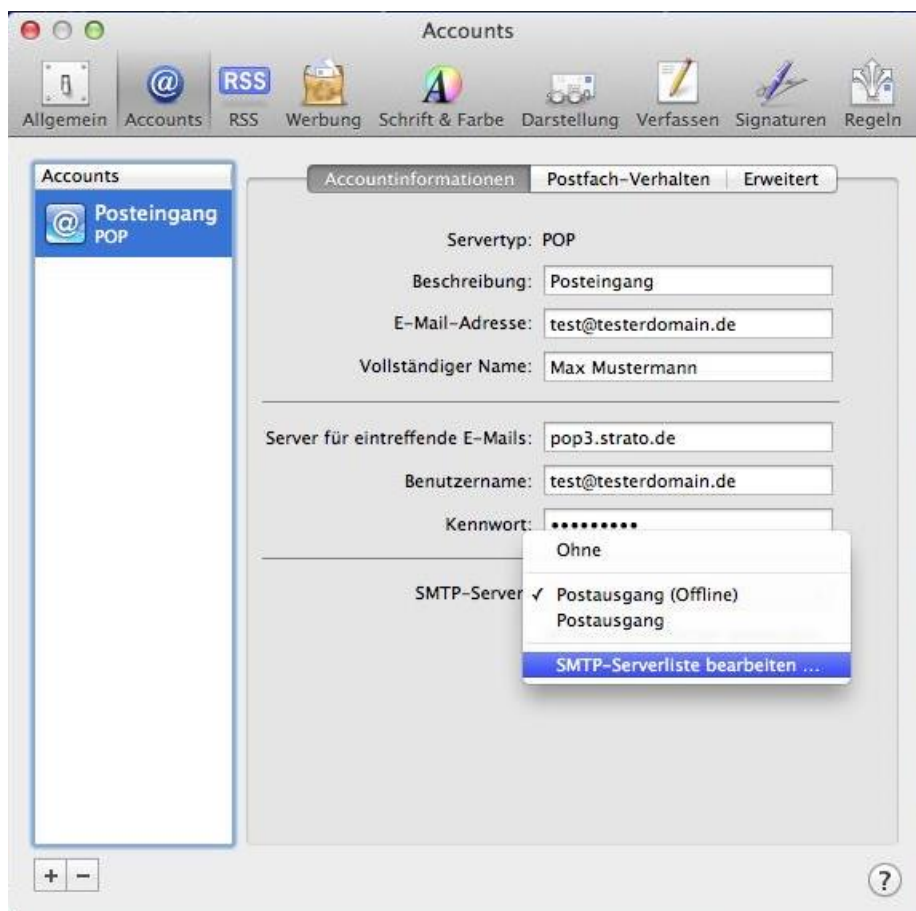 Accounts
RSS
Allgemein Accounts RSS Werbung Schrift & Farbe Darstellung Verfassen Signaturen Regeln
Accounts
Posteingang
POP
Accountinformationen Postfach-Verhalten Erweitert
Servertyp: POP
Beschreibung: Posteingang
E-Mail-Adresse: test@testerdomain.de
Vollständiger Name: Max Mustermann
Server für eintreffende E-Mails: pop3.strato.de
Benutzername: test@testerdomain.de
Kennwort: •••••••••
Ohne
SMTP-Server ✓ Postausgang (Offline)
Postausgang
SMTP-Serverliste bearbeiten ...
+ −
?